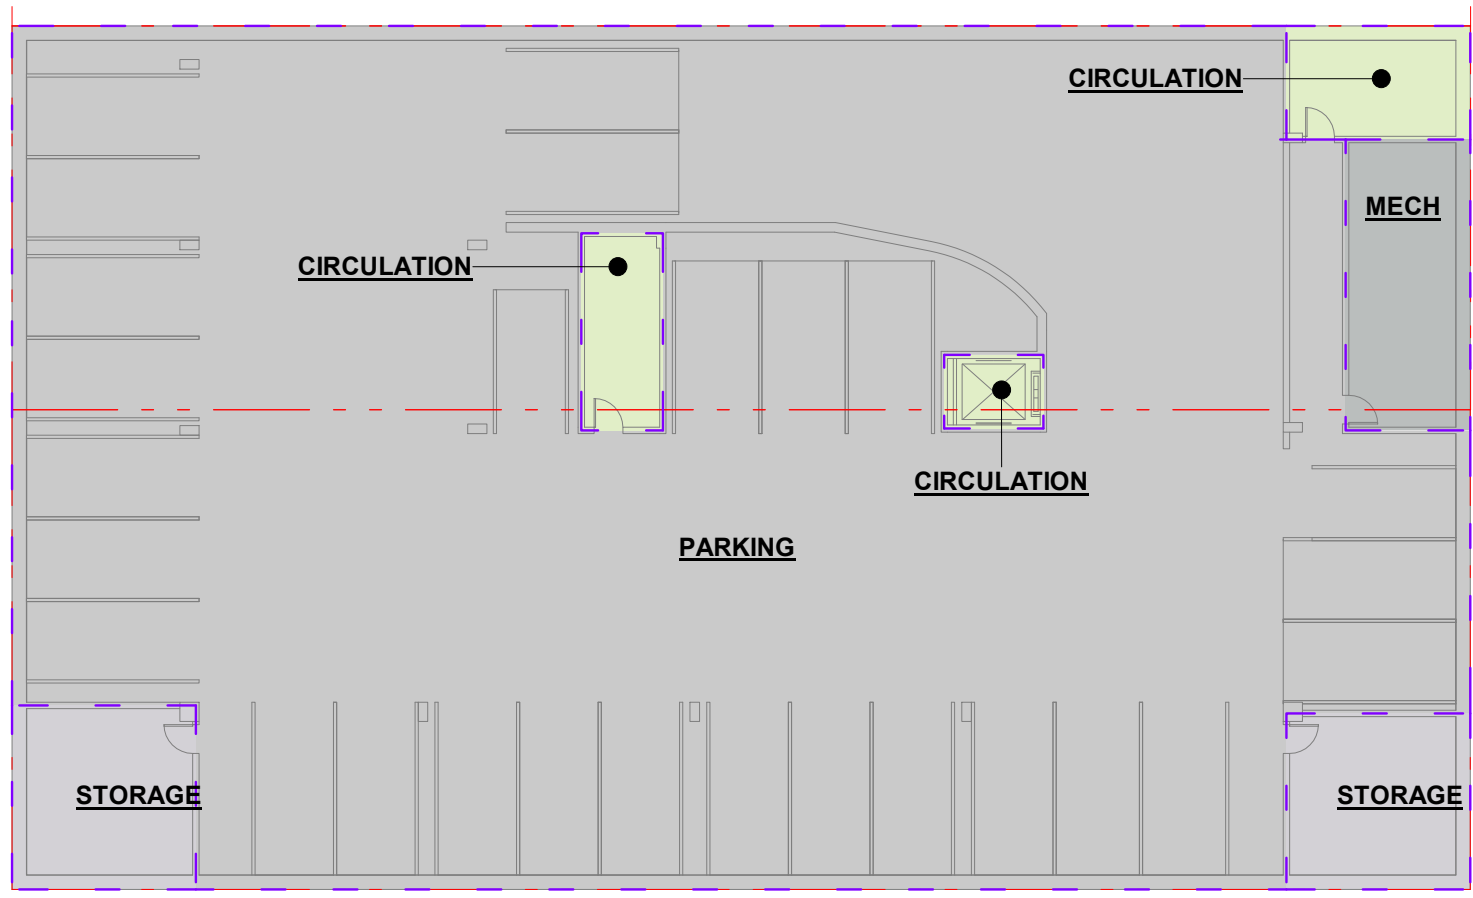 CIRCULATION
MECH
CIRCULATION
CIRCULATION
PARKING
STORAGE
STORAGE